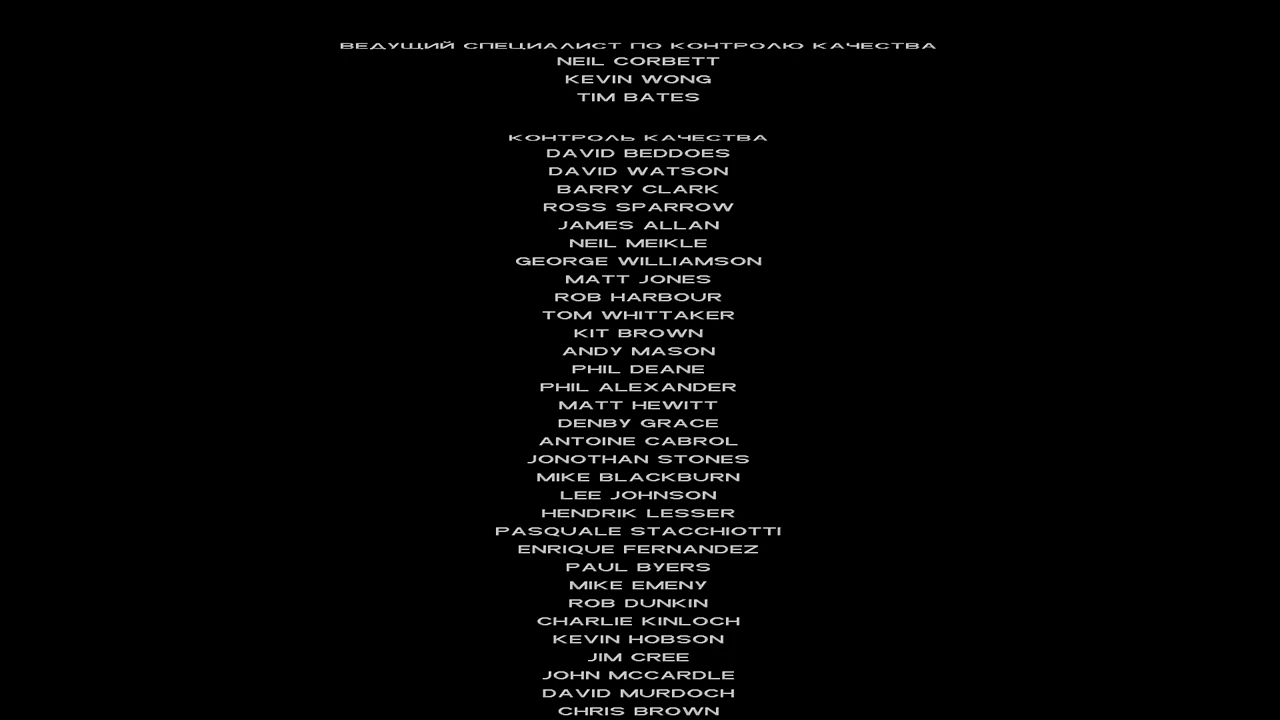 ВЕДУЩИЙ СПЕЦИАЛИСТ ПО КОНТРОЛЮ КАЧЕСТВА
NEIL CORBETT
KEVIN WONG
TIM BATES
КОНТРОЛЬ КАЧЕСТВА
DAVID BEDDOES
DAVID WATSON
BARRY CLARK
ROSS SPARROW
JAMES ALLAN
NEIL MEIKLE
GEORGE WILLIAMSON
MATT JONES
ROB HARBOUR
TOM WHITTAKER
KIT BROWN
ANDY MASON
PHIL DEANE
PHIL ALEXANDER
MATT HEWITT
DENBY GRACE
ANTOINE CABROL
JONOTHAN STONES
MIKE BLACKBURN
LEE JOHNSON
HENDRIK LESSER
PASQUALE STACCHIOTTI
ENRIQUE FERNANDEZ
PAUL BYERS
MIKE EMENY
ROB DUNKIN
CHARLIE KINLOCH
KEVIN HOBSON
JIM CREE
JOHN MCCARDLE
DAVID MURDOCH
CHRIS BROWN